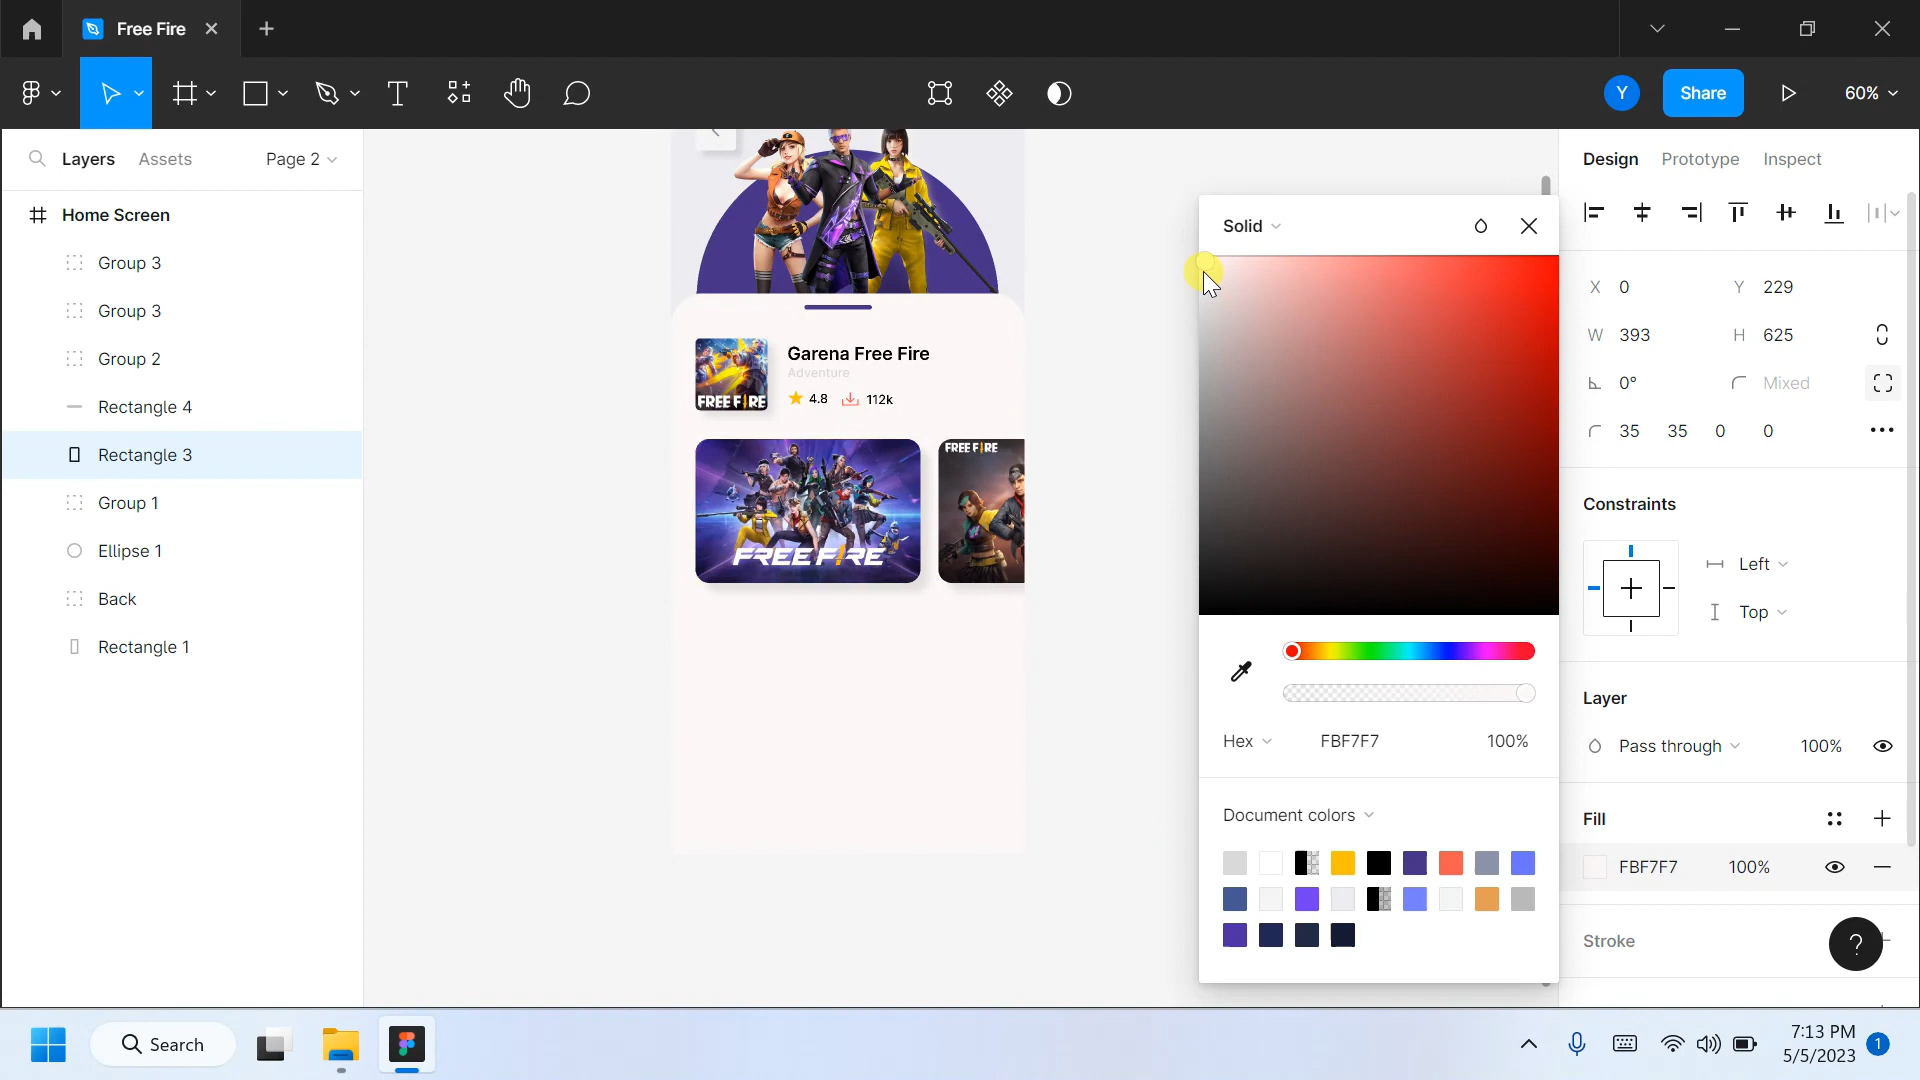 Free Fire
Y
Share
60%
Layers
Assets
Page 2
Home Screen
Group 3
Group 3
Group 2
Rectangle 4
Rectangle 3
Group 1
Ellipse 1
Back
Rectangle 1
FREE FIRE
Garena Free Fire
Adventure
4.8
112k
FREE FIRE
FREE FIRE
Solid
Hex
FBF7F7
100%
Document colors
Design
Prototype
Inspect
X
0
Y
229
W
393
H
625
0°
Mixed
35
35
0
0
Constraints
Left
Top
Layer
Pass through
100%
Fill
FBF7F7
100%
Stroke
?
Search
7:13 PM
5/5/2023
1